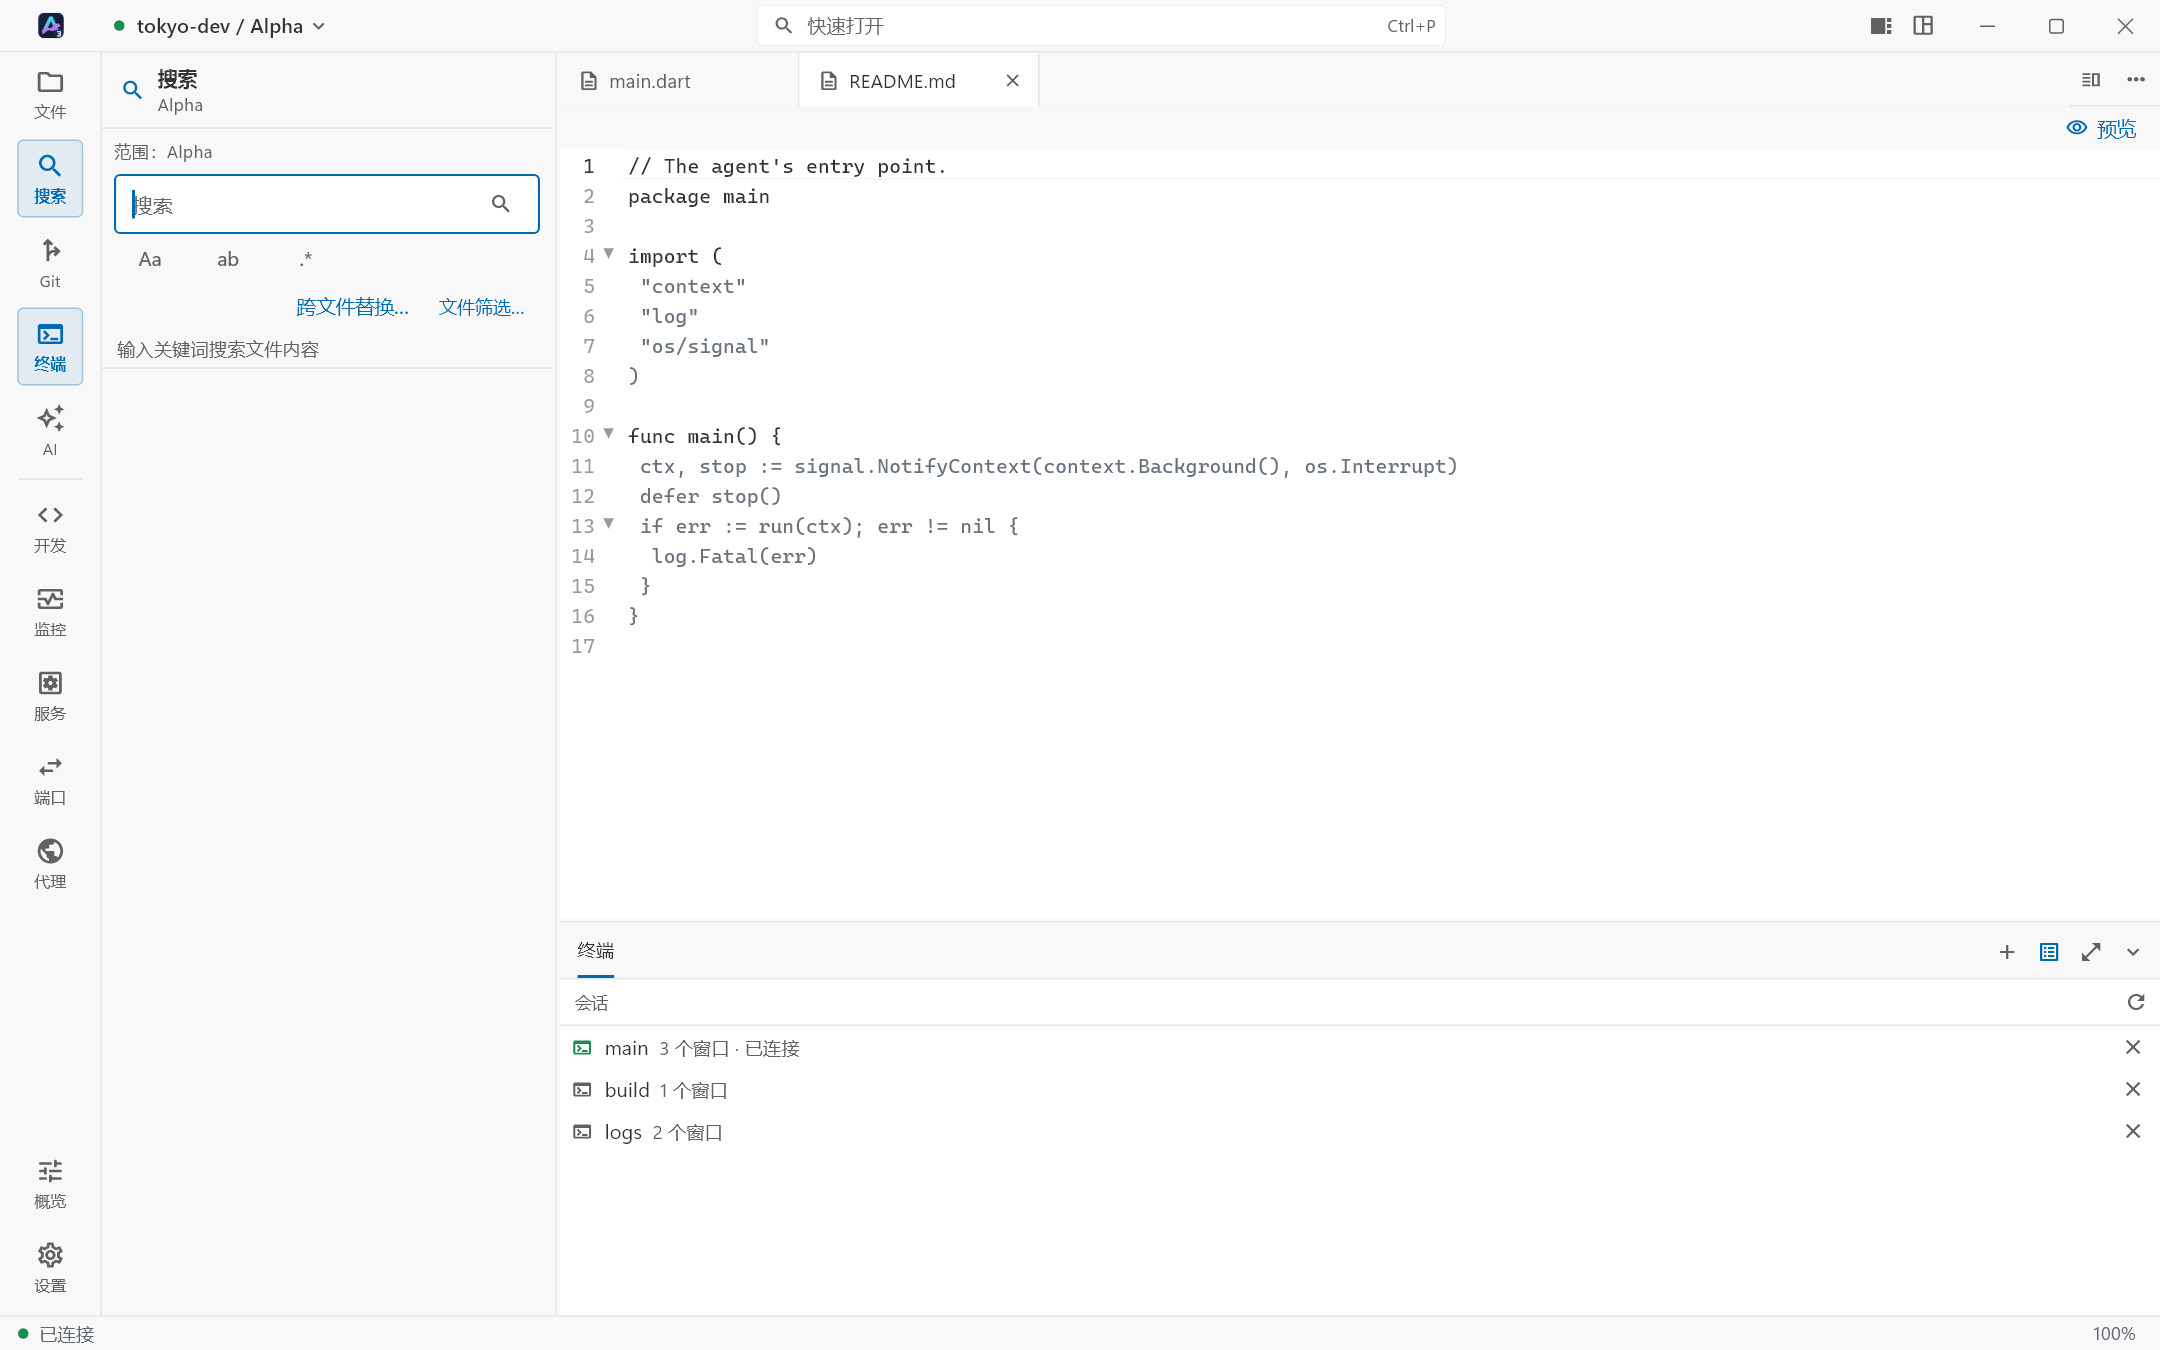 tokyo-dev / Alpha
快速打开
Ctrl+P
文件
搜索
Git
终端
AI
开发
监控
服务
端口
代理
概览
设置
搜索
Alpha
范围：Alpha
搜索
Aa ab .*
跨文件替换... 文件筛选...
输入关键词搜索文件内容
main.dart
README.md
预览
1 // The agent's entry point.
2 package main
3
4 import (
5 "context"
6 "log"
7 "os/signal"
8 )
9
10 func main() {
11 ctx, stop := signal.NotifyContext(context.Background(), os.Interrupt)
12 defer stop()
13 if err := run(ctx); err != nil {
14 log.Fatal(err)
15 }
16 }
17
终端
会话
main 3 个窗口 · 已连接
build 1 个窗口
logs 2 个窗口
已连接
100%